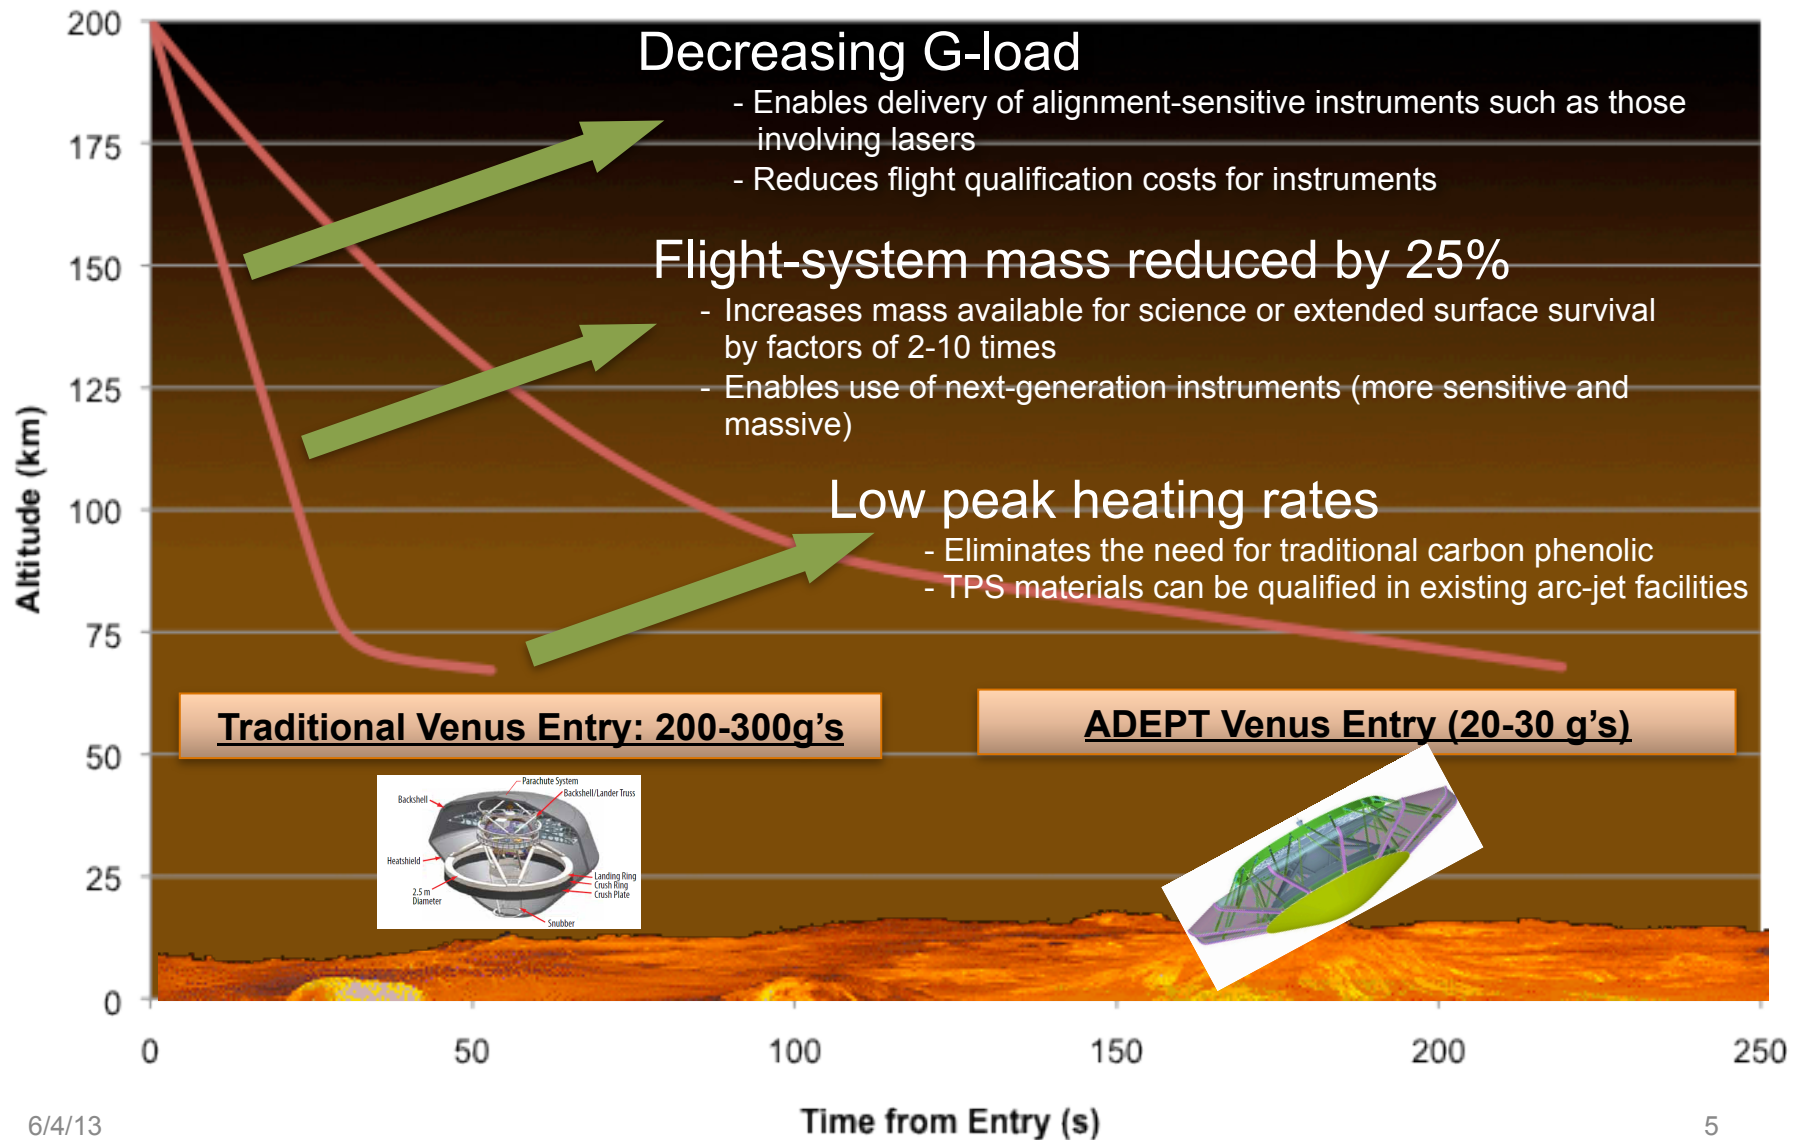 200
175
150
125
100
75
50
25
0
Altitude (km)
Decreasing G-load
- Enables delivery of alignment-sensitive instruments such as those
involving lasers
- Reduces flight qualification costs for instruments
Flight-system mass reduced by 25%
- Increases mass available for science or extended surface survival
by factors of 2-10 times
- Enables use of next-generation instruments (more sensitive and
massive)
Low peak heating rates
- Eliminates the need for traditional carbon phenolic
- TPS materials can be qualified in existing arc-jet facilities
Traditional Venus Entry: 200-300g’s
ADEPT Venus Entry (20-30 g’s)
Parachute System
Backshell
Backshell/Lander Truss
Heatshield
2.5 m
Diameter
Landing Ring
Crush Ring
Crush Plate
Snubber
0 50 100 150 200 250
Time from Entry (s)
6/4/13
5